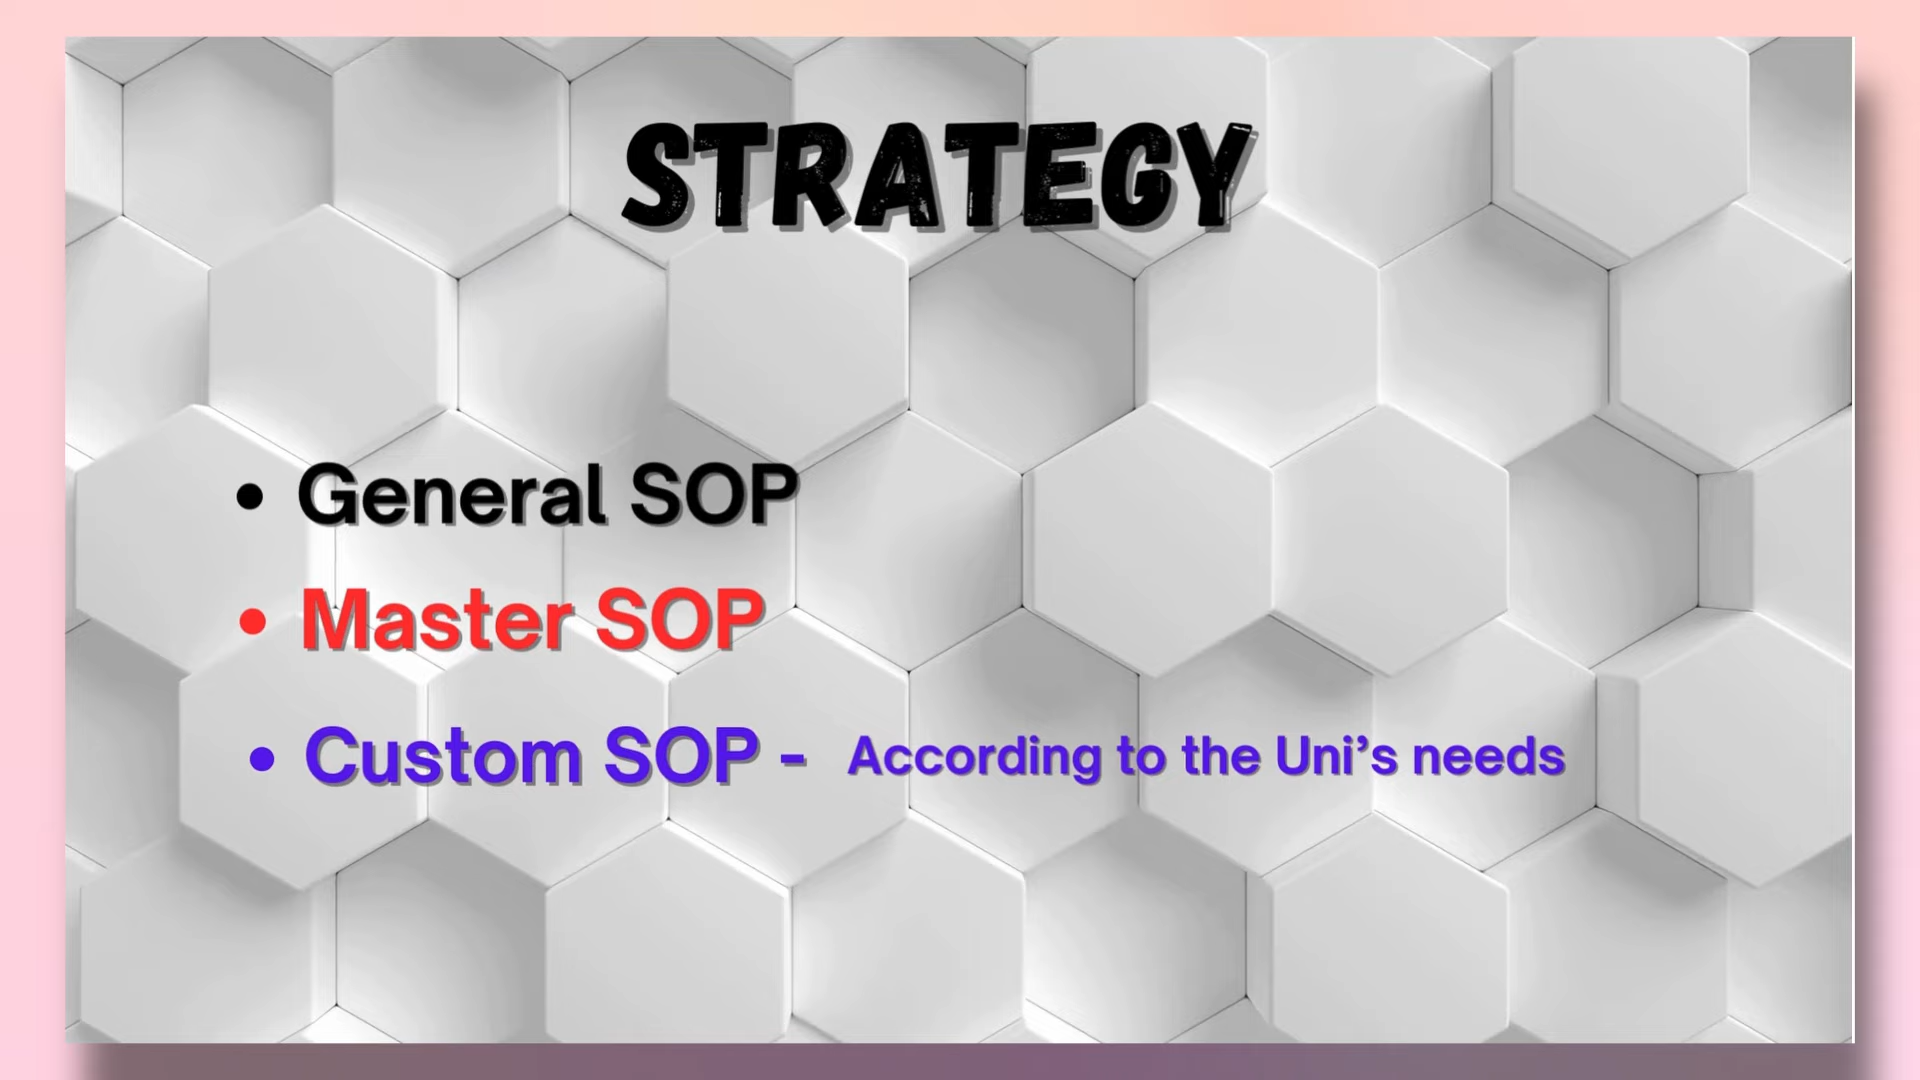 STRATEGY
• General SOP
• Master SOP
• Custom SOP - According to the Uni’s needs